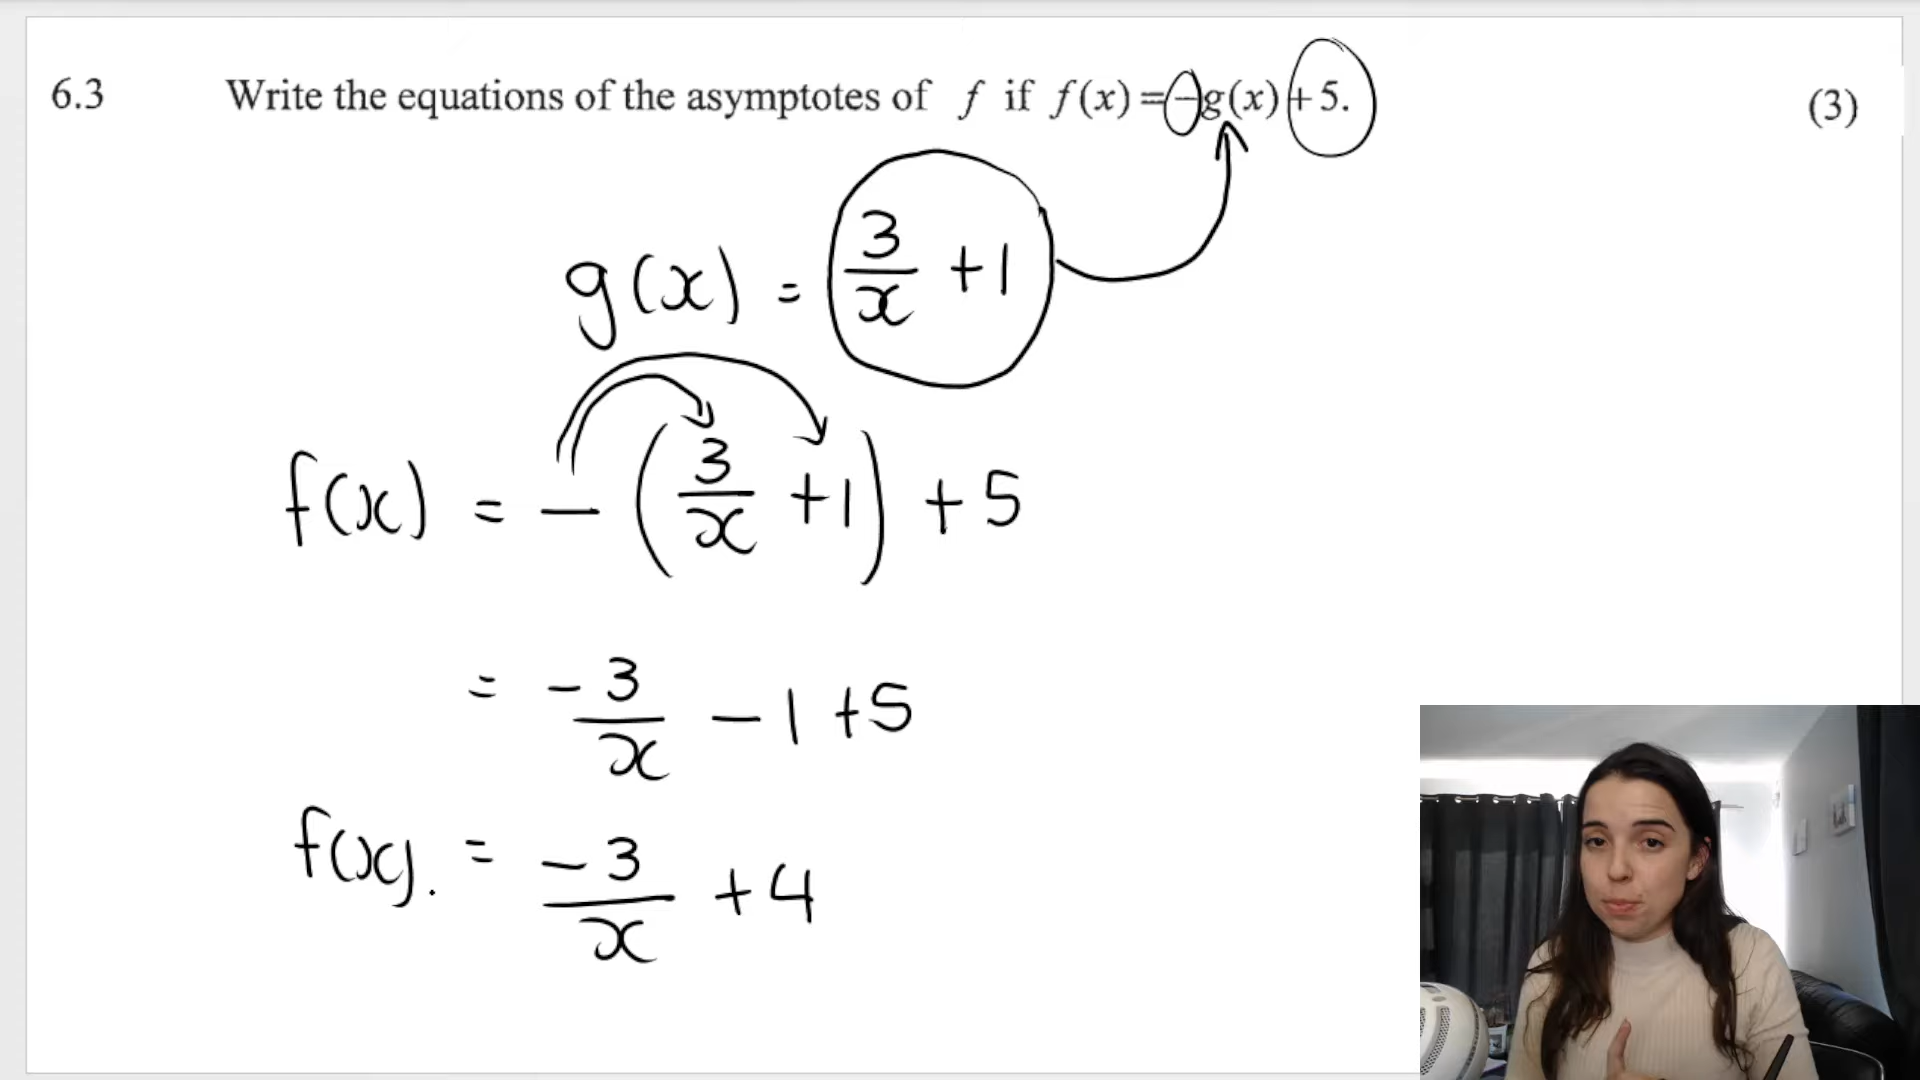 6.3 Write the equations of the asymptotes of f if f(x) = -g(x) + 5. (3)
g(x) = 3/x + 1
f(x) = - (3/x + 1) + 5
= -3/x - 1 + 5
f(x). = -3/x + 4